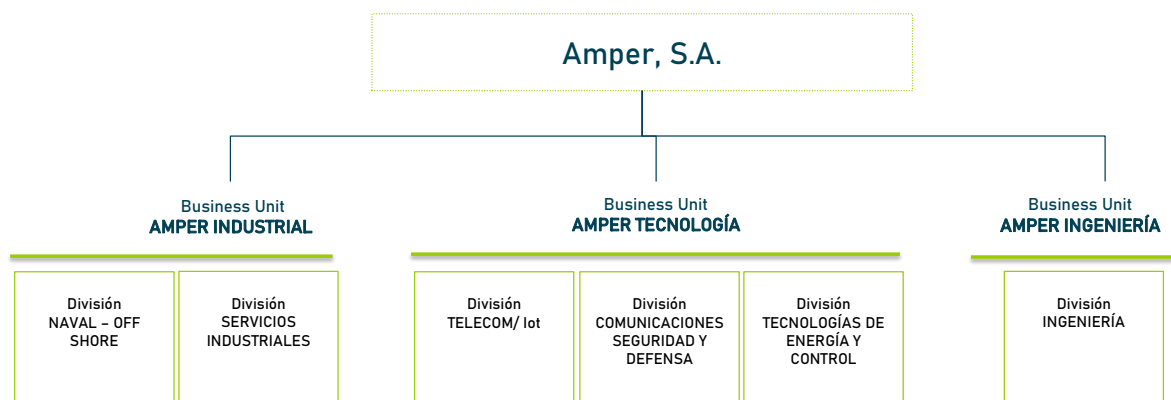 Amper, S.A.
Business Unit
AMPER INDUSTRIAL
Business Unit
AMPER TECNOLOGÍA
Business Unit
AMPER INGENIERÍA
División
NAVAL – OFF
SHORE
División
SERVICIOS
INDUSTRIALES
División
TELECOM/ Iot
División
COMUNICACIONES
SEGURIDAD Y
DEFENSA
División
TECNOLOGÍAS DE
ENERGÍA Y
CONTROL
División
INGENIERÍA